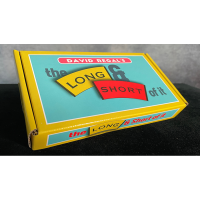 DAVID REGAL'S
the LONG & SHORT of it
the LONG & Short of it